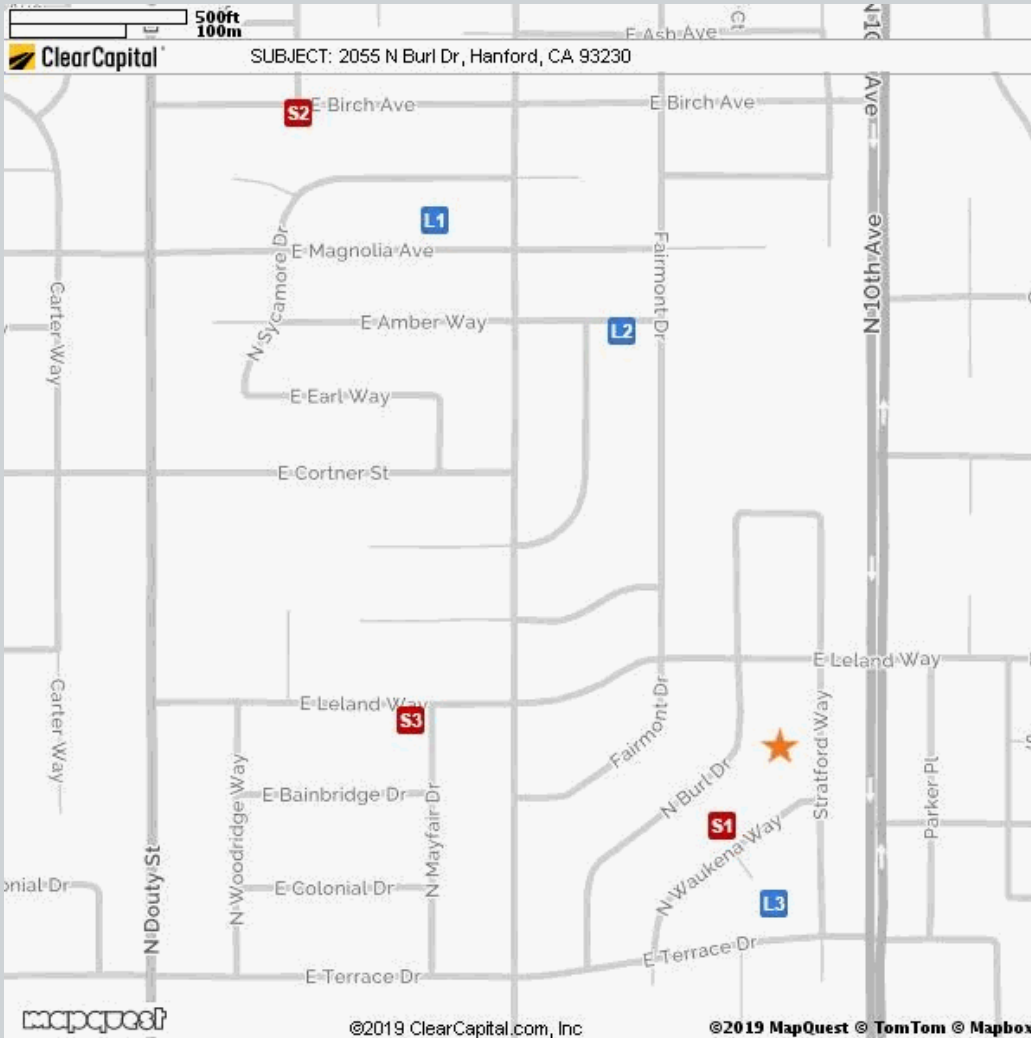 500ft
100m
E Ash Ave
Ct
N 10
ClearCapital
SUBJECT: 2055 N Burl Dr, Hanford, CA 93230
Ave
S2
E Birch Ave
E Birch Ave
L1
N Sycamore Dr
E Magnolia Ave
Fairmont Dr
N 10th Ave
Carter Way
E Amber Way
L2
E Earl Way
E Cortner St
E Leland Way
E Leland Way
S3
Carter Way
Fairmont Dr
Stratford Way
N Woodridge Way
E Bainbridge Dr
N Mayfair Dr
N Burl Dr
S1
Parker Pl
N Waukena Way
onial Dr
N Douty St
E Colonial Dr
L3
E Terrace Dr
E Terrace Dr
mapquest
©2019 ClearCapital.com, Inc
©2019 MapQuest © TomTom © Mapbox